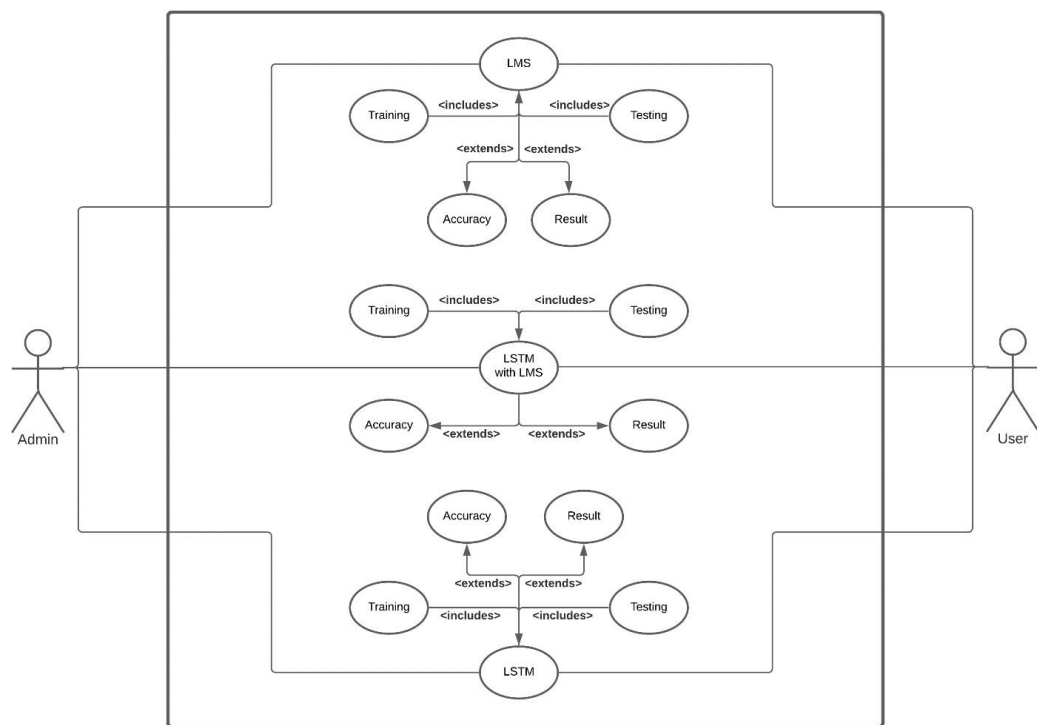 LMS
Training
<includes>
<includes>
Testing
<extends>
<extends>
Accuracy
Result
Training
<includes>
<includes>
Testing
LSTM
with LMS
Admin
User
Accuracy
<extends>
<extends>
Result
Accuracy
Result
<extends>
<extends>
Training
<includes>
<includes>
Testing
LSTM